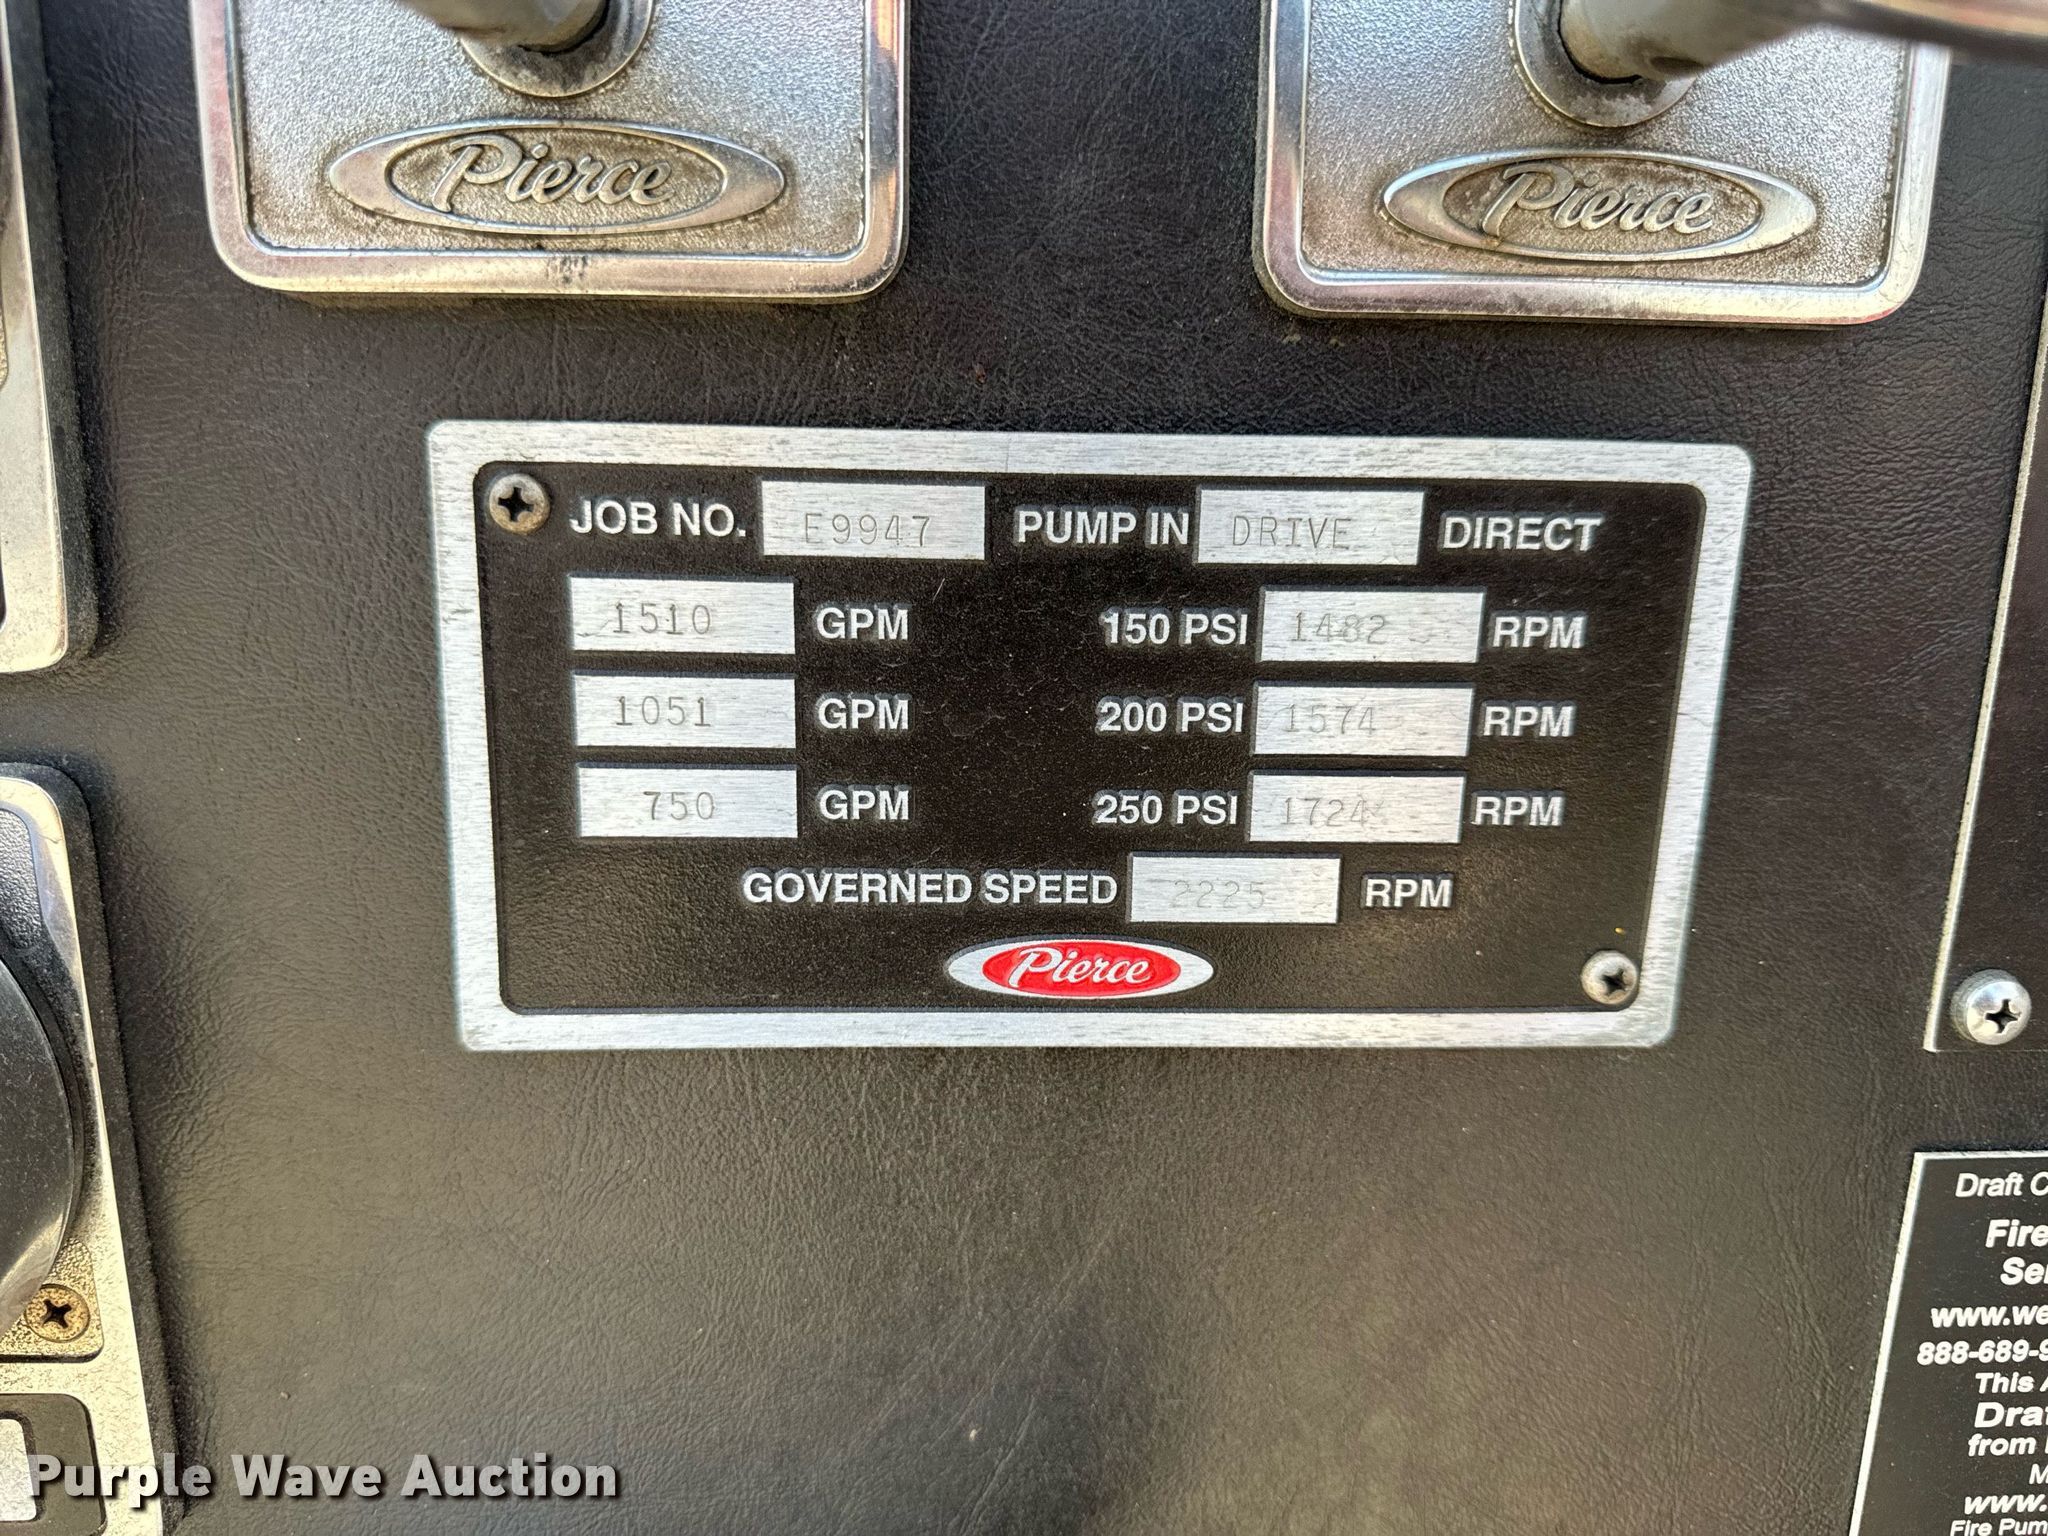 Pierce
Pierce
JOB NO. E9947 PUMP IN DRIVE DIRECT
1510 GPM 150 PSI 1482 RPM
1051 GPM 200 PSI 1574 RPM
750 GPM 250 PSI 1724 RPM
GOVERNED SPEED 2225 RPM
Pierce
Draft
Fire
www.we
888-689-9
This
from
www.
Fire Pum
Purple Wave Auction